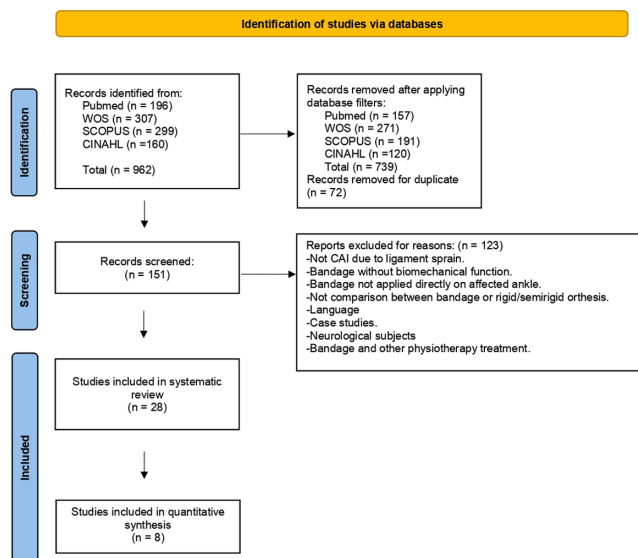 Identification of studies via databases
Identification
Records identified from:
Pubmed (n = 196)
WOS (n = 307)
SCOPUS (n = 299)
CINAHL (n =160)
Total (n = 962)
Records removed after applying
database filters:
Pubmed (n = 157)
WOS (n = 271)
SCOPUS (n = 191)
CINAHL (n =120)
Total (n = 739)
Records removed for duplicate
(n = 72)
Screening
Records screened:
(n = 151)
Reports excluded for reasons: (n = 123)
-Not CAI due to ligament sprain.
-Bandage without biomechanical function.
-Bandage not applied directly on affected ankle.
-Not comparison between bandage or rigid/semirigid orthesis.
-Language
-Case studies.
-Neurological subjects
-Bandage and other physiotherapy treatment.
Included
Studies included in systematic
review
(n = 28)
Studies included in quantitative
synthesis
(n = 8)